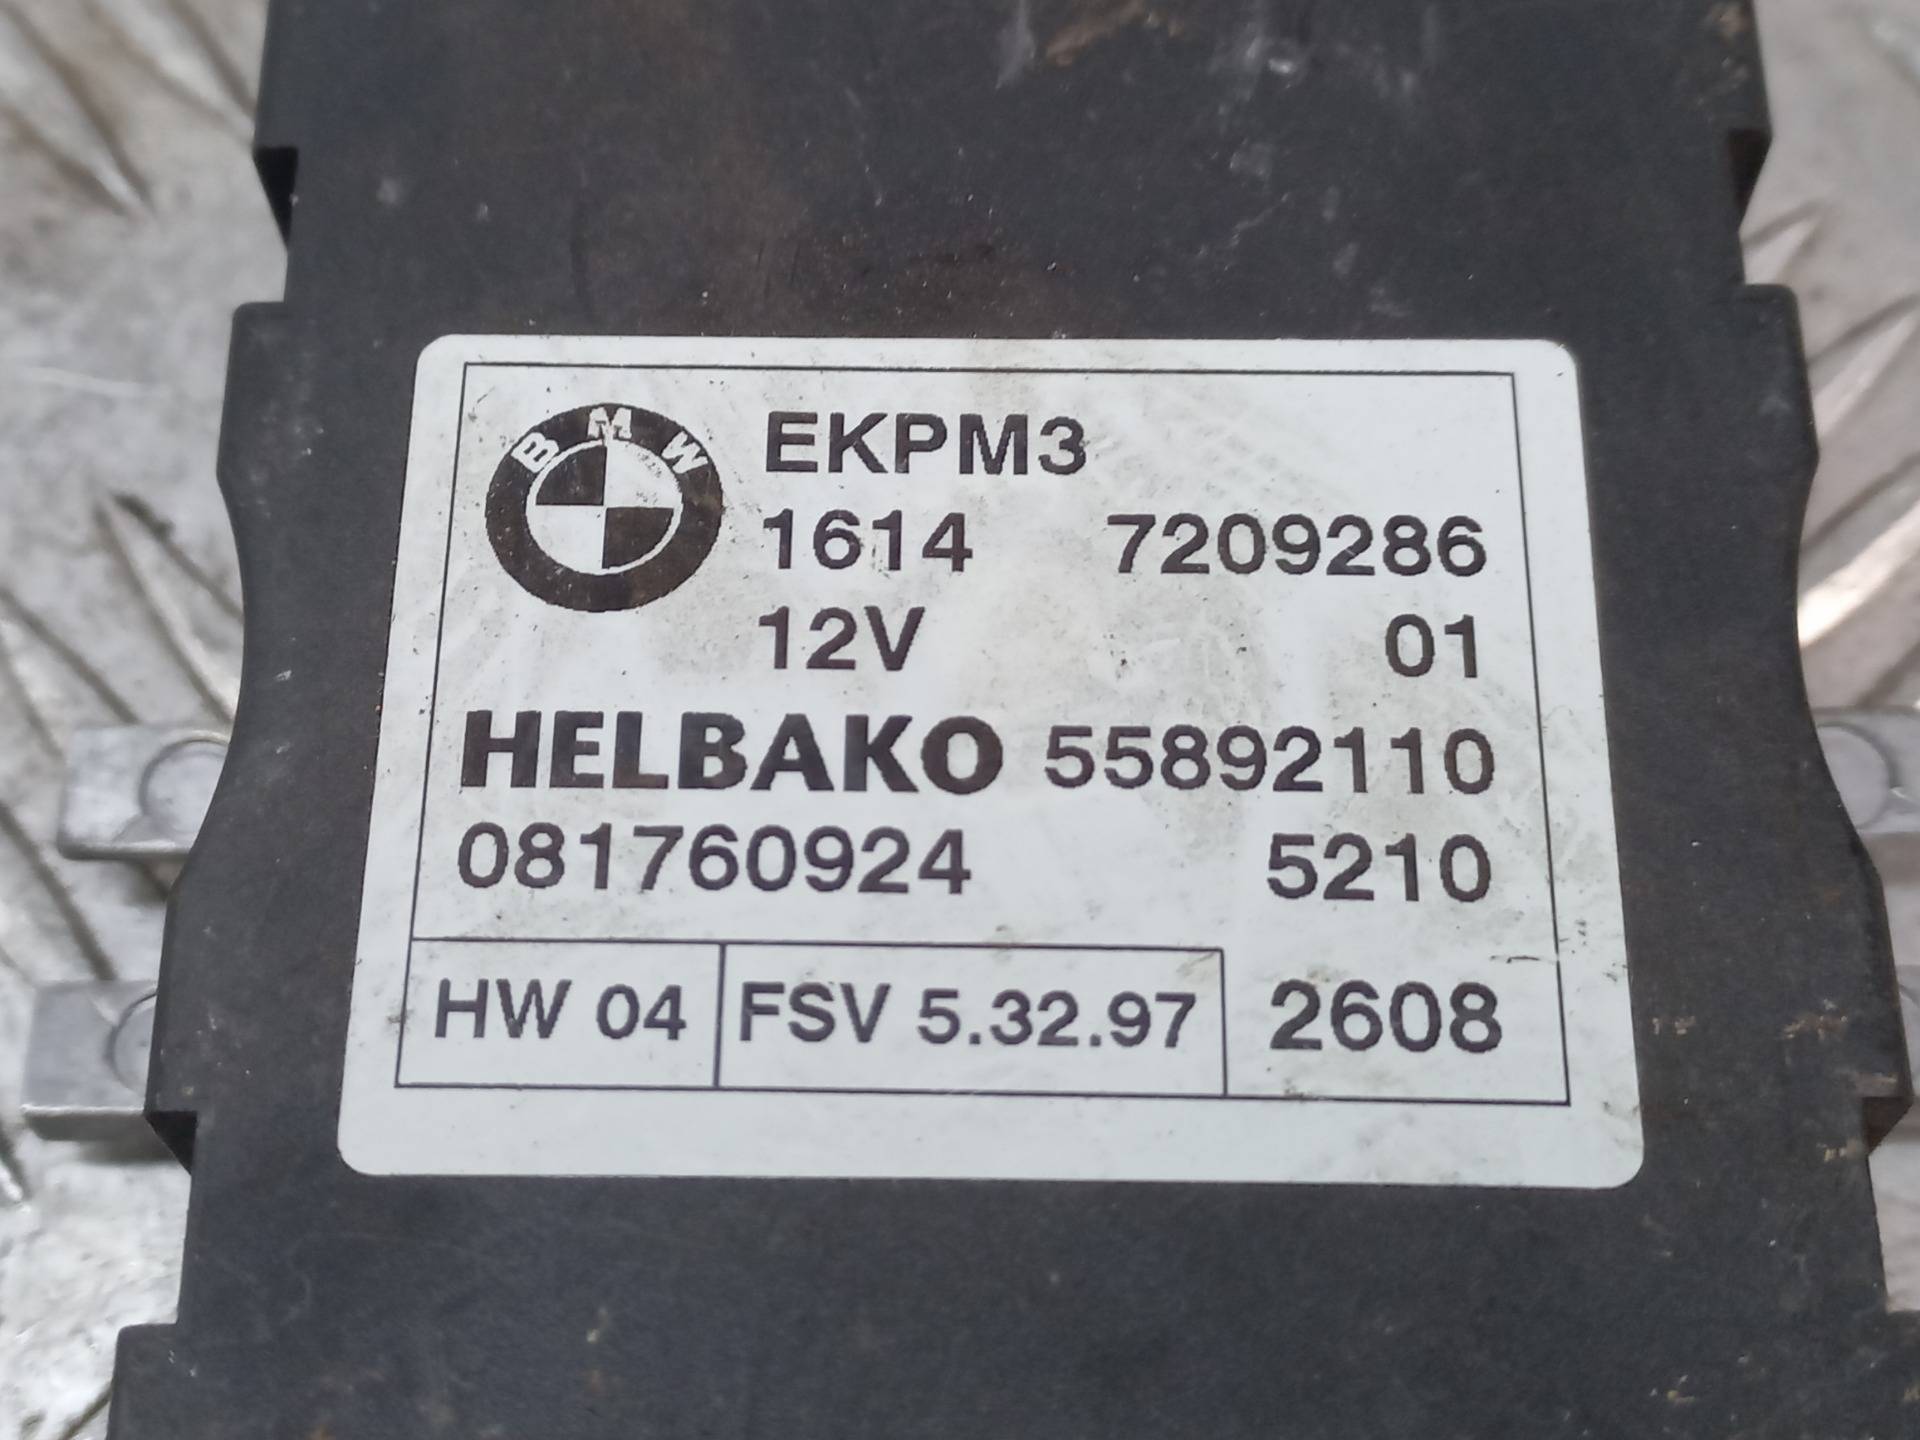 BMW EKPM3
1614 7209286
12V 01
HELBAKO 55892110
081760924 5210
HW 04 FSV 5.32.97 2608